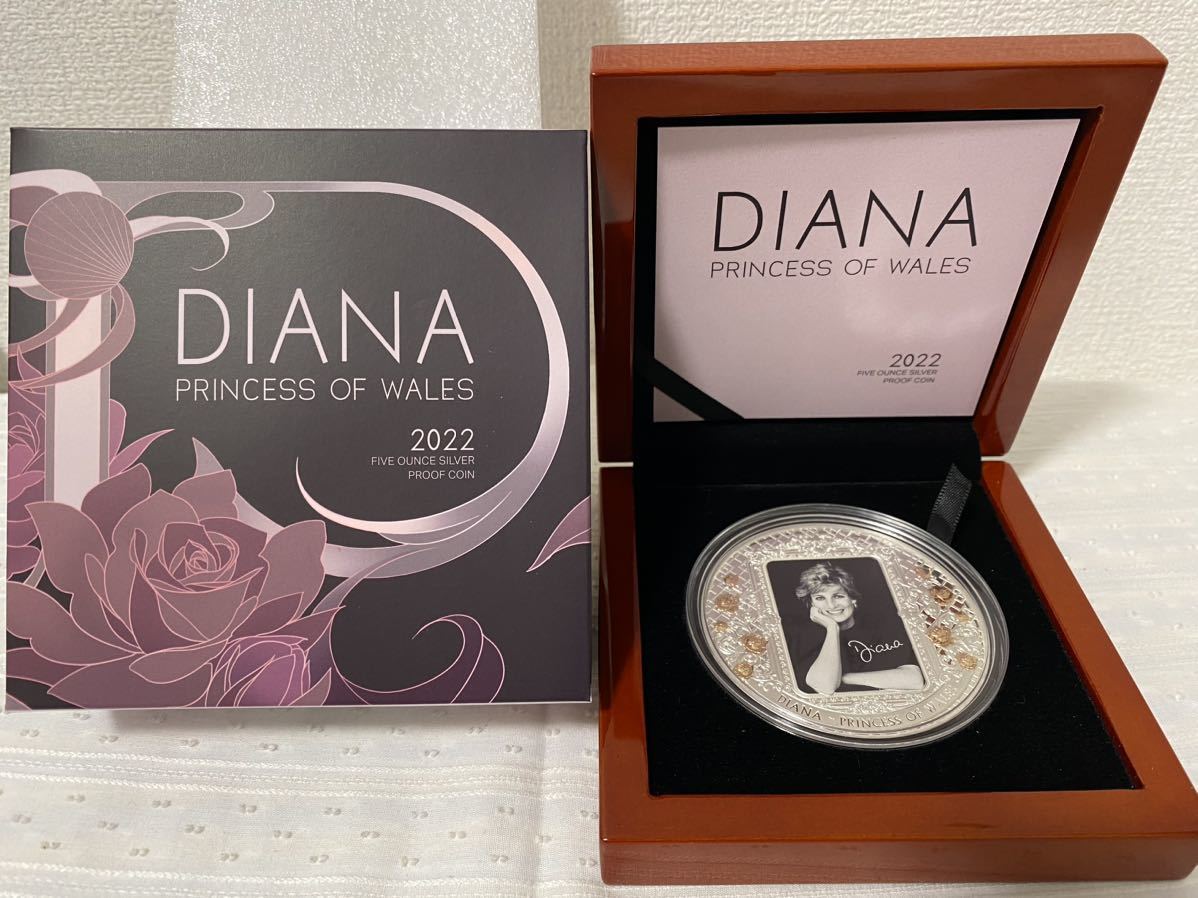 DIANA
PRINCESS OF WALES
2022
FIVE OUNCE SILVER
PROOF COIN
DIANA
PRINCESS OF WALES
2022
FIVE OUNCE SILVER
PROOF COIN
Diana
DIANA ~ PRINCESS OF WALES